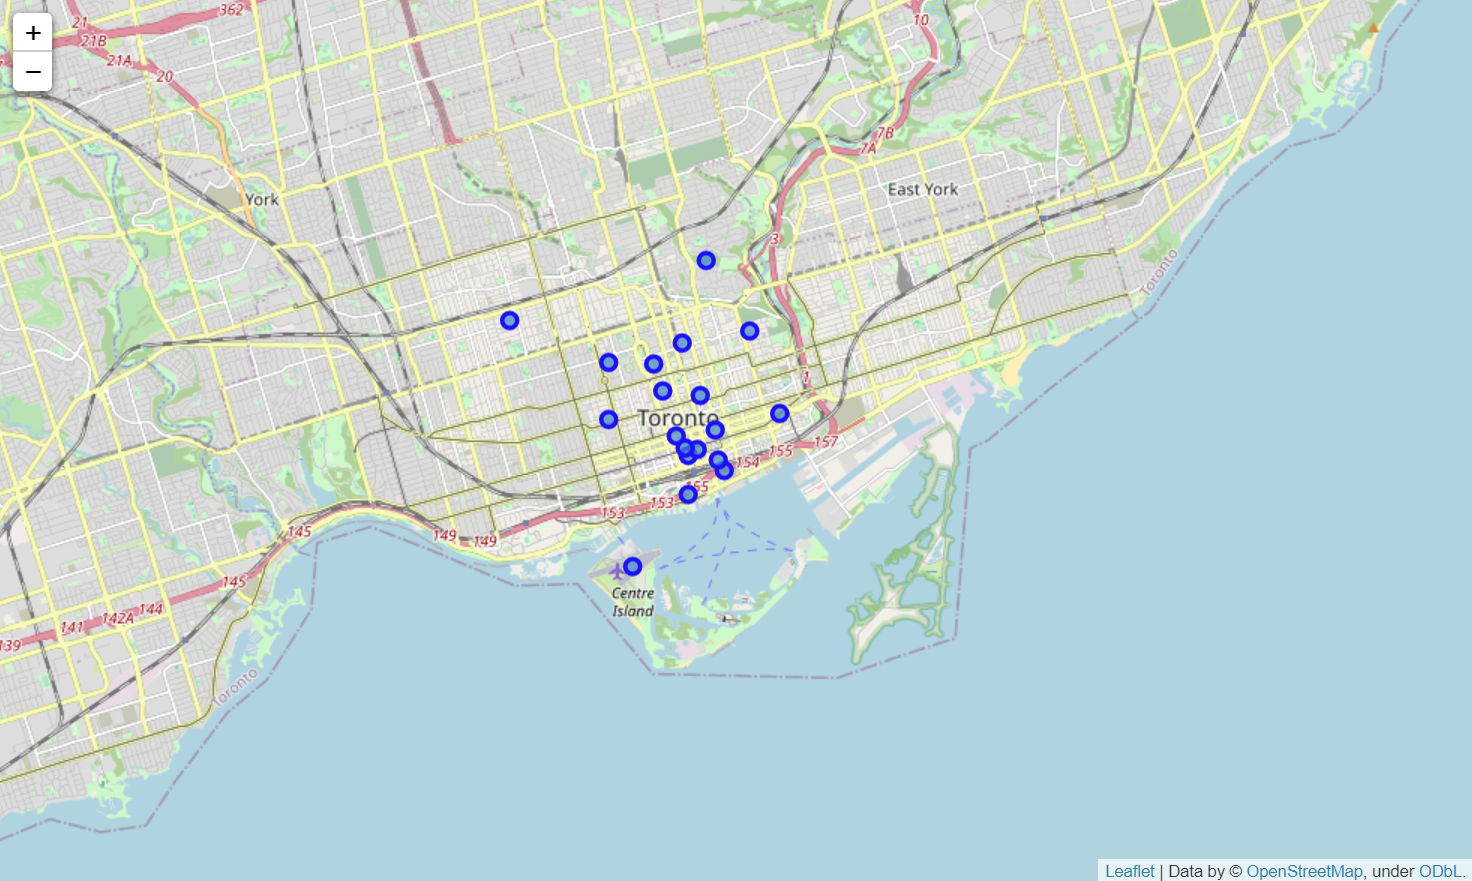 +
−
21
362
21B
21A
20
10
7B
7A
York
East York
3
Toronto
1
Toronto
157
155
154
155
153
153
145
149
149
145
144
142A
141
139
Centre
Island
Toronto
Leaflet | Data by © OpenStreetMap, under ODbL.